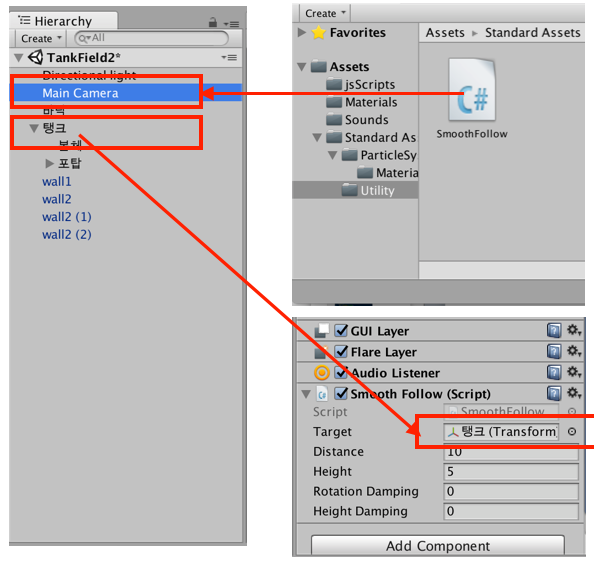 Hierarchy
Create
All
TankField2*
Directional light
Main Camera
바닥
탱크
본체
포탑
wall1
wall2
wall2 (1)
wall2 (2)
Create
Favorites
Assets
jsScripts
Materials
Sounds
Standard As
ParticleSy
Materia
Utility
Assets ▸ Standard Assets
C#
SmoothFollow
GUI Layer
Flare Layer
Audio Listener
Smooth Follow (Script)
Script SmoothFollow
Target 탱크 (Transform
Distance 10
Height 5
Rotation Damping 0
Height Damping 0
Add Component